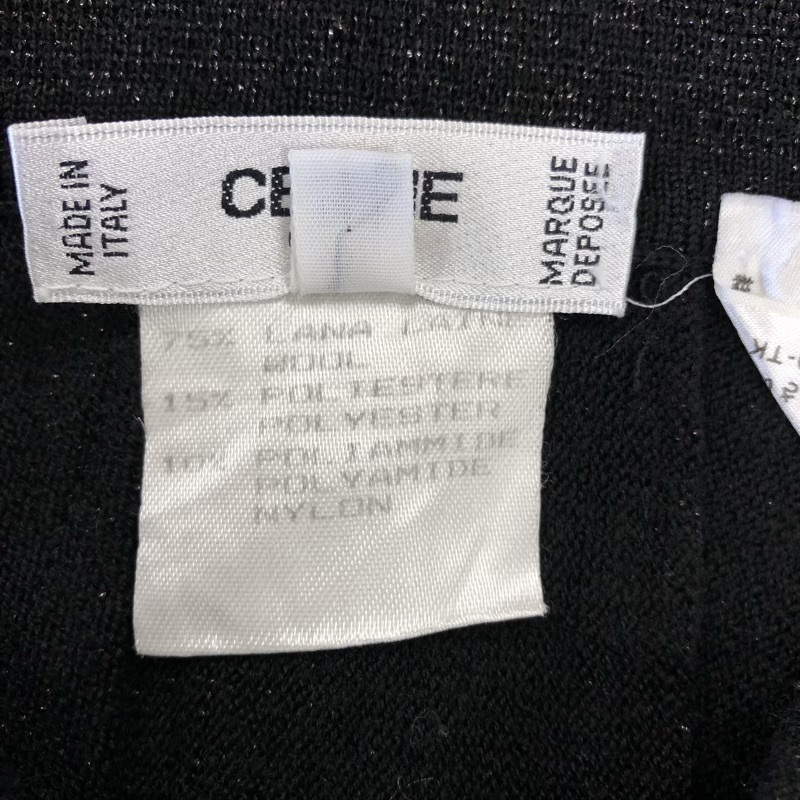 MADE IN
ITALY
MARQUE
DEPOSEE
75% LANA LAINE
WOOL
15% POLIESTERE
POLYESTER
10% POLIAMMIDE
POLYAMIDE
NYLON